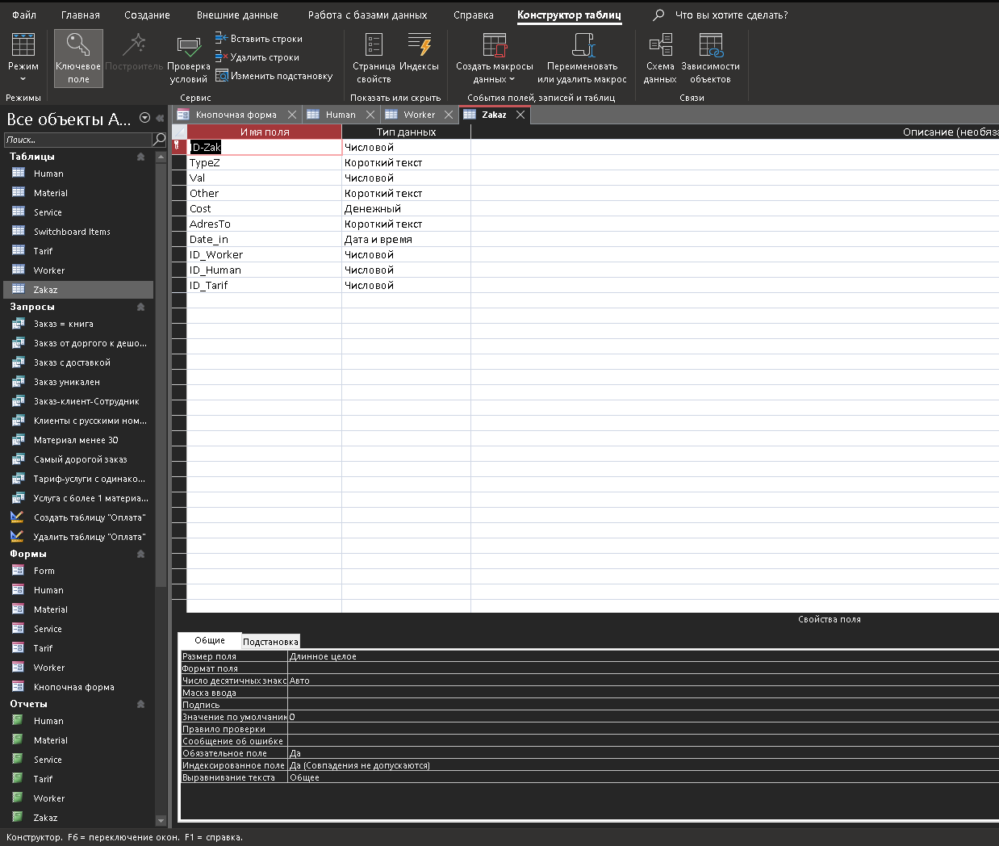 Файл Главная Создание Внешние данные Работа с базами данных Справка Конструктор таблиц Что вы хотите сделать?
Режим
Режимы
Ключевое поле
Построитель
Проверка условий
Вставить строки
Удалить строки
Изменить подстановку
Сервис
Страница свойств
Индексы
Показать или скрыть
Создать макросы данных
Переименовать или удалить макрос
События полей, записей и таблиц
Схема данных
Зависимости объектов
Связи
Все объекты A...
Поиск...
Таблицы
Human
Material
Service
Switchboard Items
Tarif
Worker
Zakaz
Запросы
Заказ = книга
Заказ от доргого к дешо...
Заказ с доставкой
Заказ уникален
Заказ-клиент-Сотрудник
Клиенты с русскими ном...
Материал менее 30
Самый дорогой заказ
Тариф-услуги с одинако...
Услуга с более 1 материа...
Создать таблицу "Оплата"
Удалить таблицу "Оплата"
Формы
Form
Human
Material
Service
Tarif
Worker
Кнопочная форма
Отчеты
Human
Material
Service
Tarif
Worker
Zakaz
Кнопочная форма Human Worker Zakaz
Имя поля Тип данных Описание (необяза
ID-Zak Числовой
TypeZ Короткий текст
Val Числовой
Other Короткий текст
Cost Денежный
AdresTo Короткий текст
Date_in Дата и время
ID_Worker Числовой
ID_Human Числовой
ID_Tarif Числовой
Свойства поля
Общие Подстановка
Размер поля Длинное целое
Формат поля
Число десятичных знакс Авто
Маска ввода
Подпись
Значение по умолчани 0
Правило проверки
Сообщение об ошибке
Обязательное поле Да
Индексированное поле Да (Совпадения не допускаются)
Выравнивание текста Общее
Конструктор. F6 = переключение окон. F1 = справка.